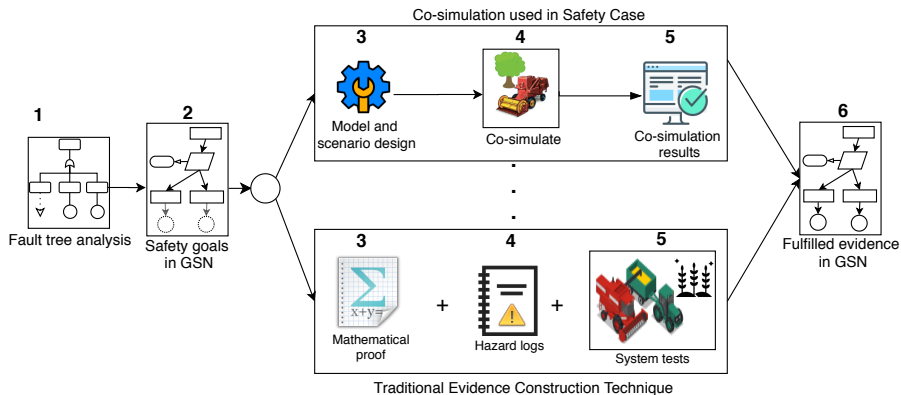 Co-simulation used in Safety Case
1
Fault tree analysis
2
Safety goals
in GSN
3
Model and
scenario design
4
Co-simulate
5
Co-simulation
results
3
x+y=
Mathematical
proof
+
4
Hazard logs
+
5
System tests
Traditional Evidence Construction Technique
6
Fulfilled evidence
in GSN